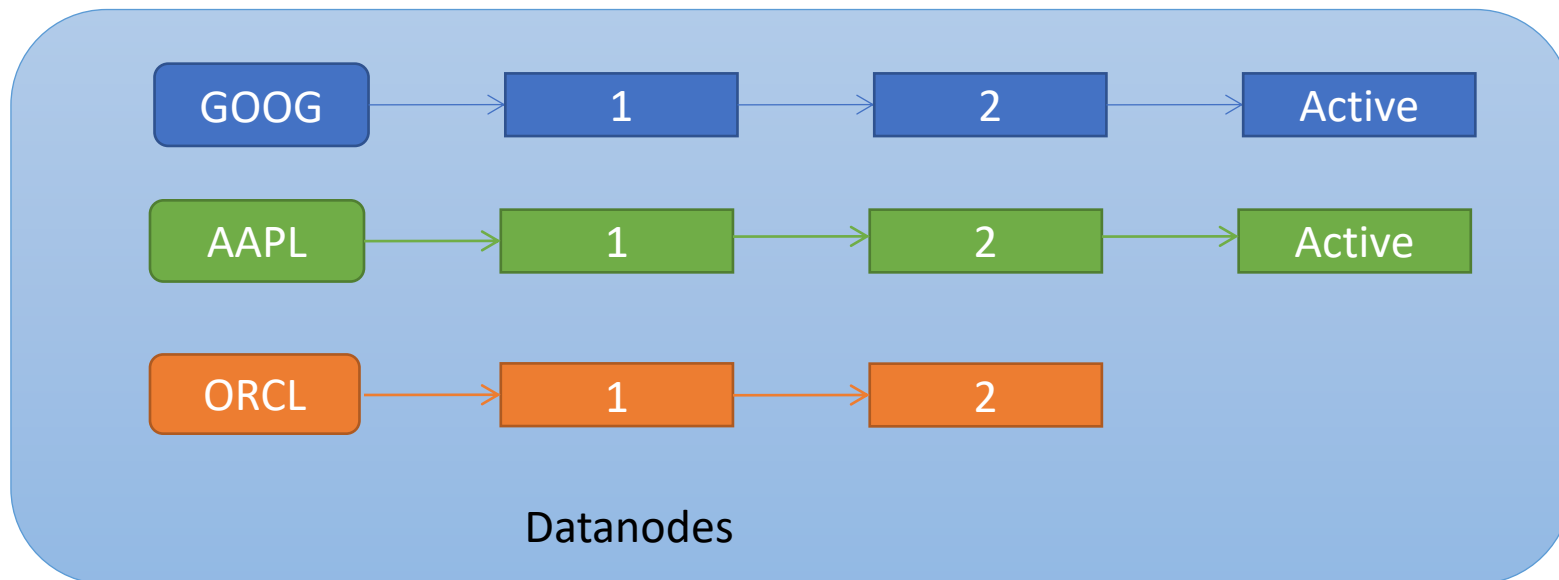 GOOG 1 2 Active
AAPL 1 2 Active
ORCL 1 2
Datanodes